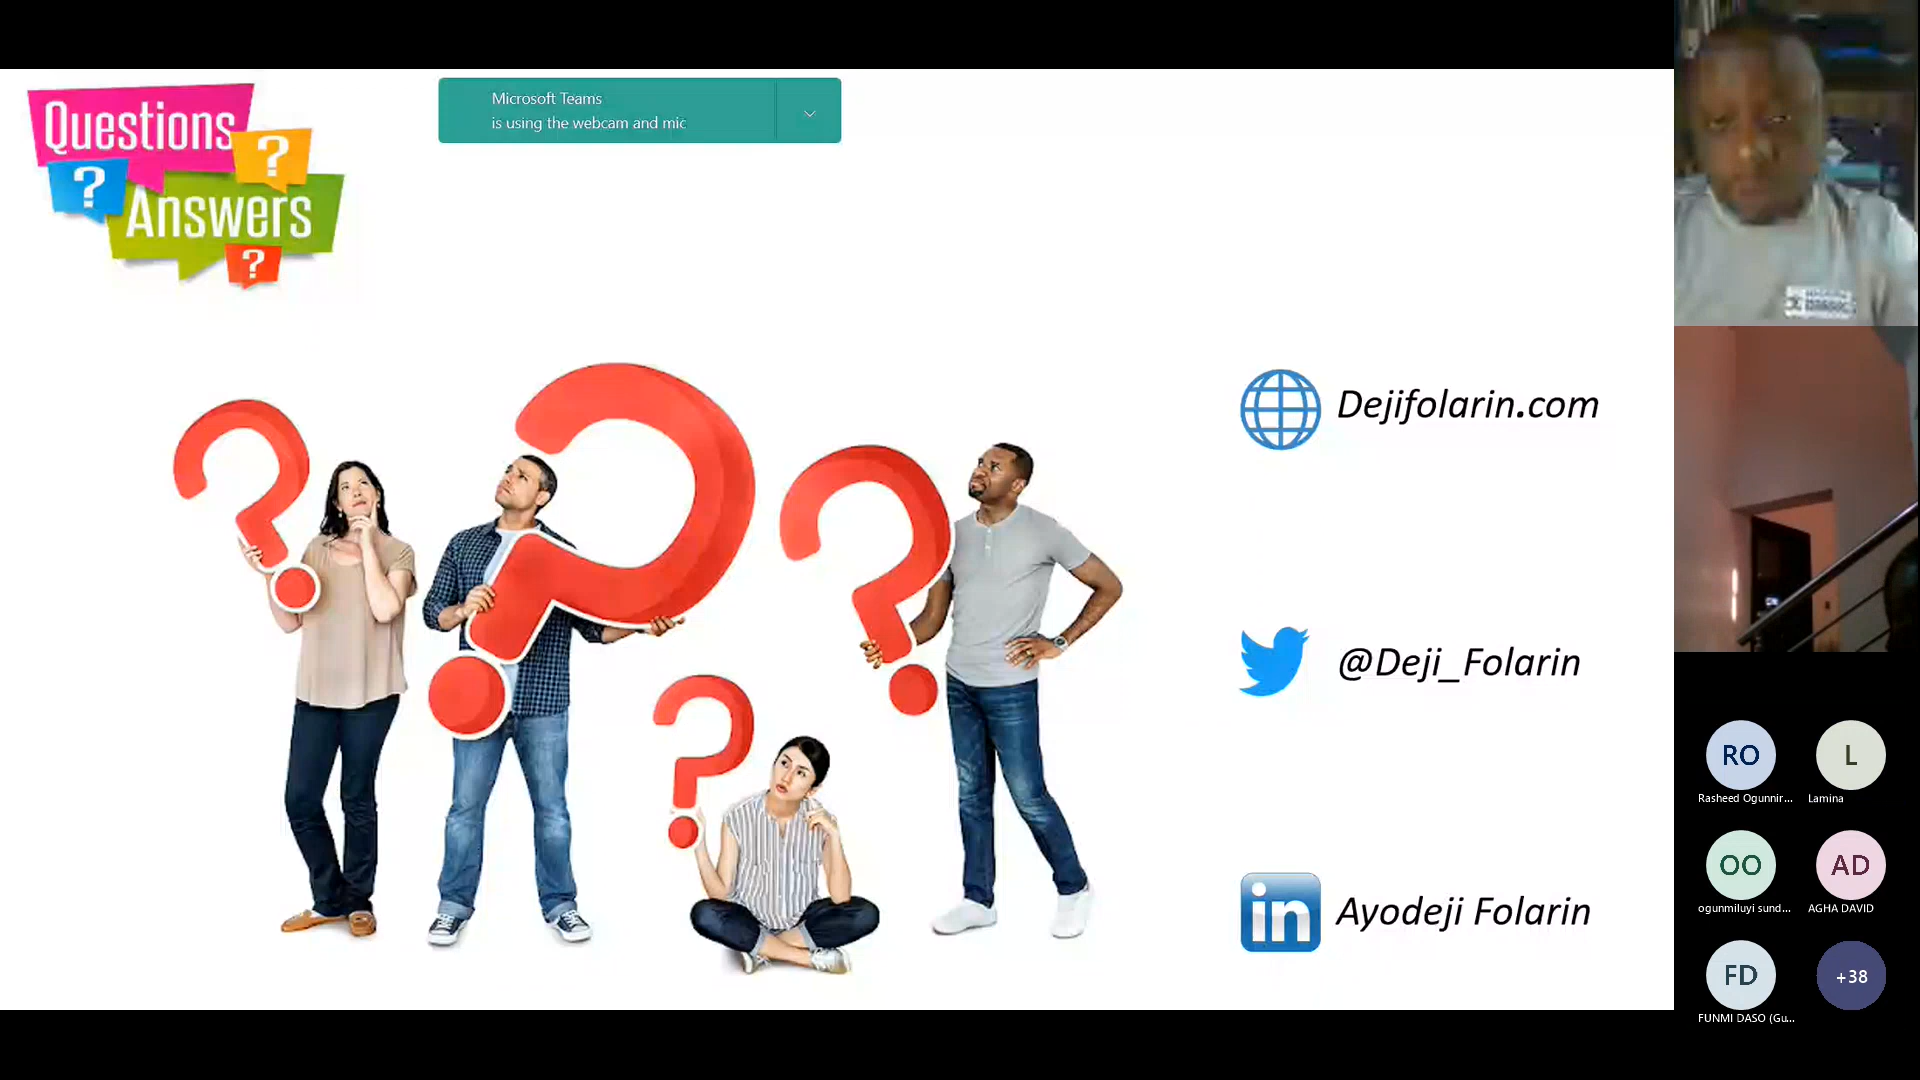 Questions
?
?
Answers
?
Microsoft Teams
is using the webcam and mic
Dejifolarin.com
@Deji_Folarin
in
Ayodeji Folarin
RO
L
Rasheed Ogunnir...
Lamina
OO
AD
ogunmiluyi sund...
AGHA DAVID
FD
+38
FUNMI DASO (Gu...